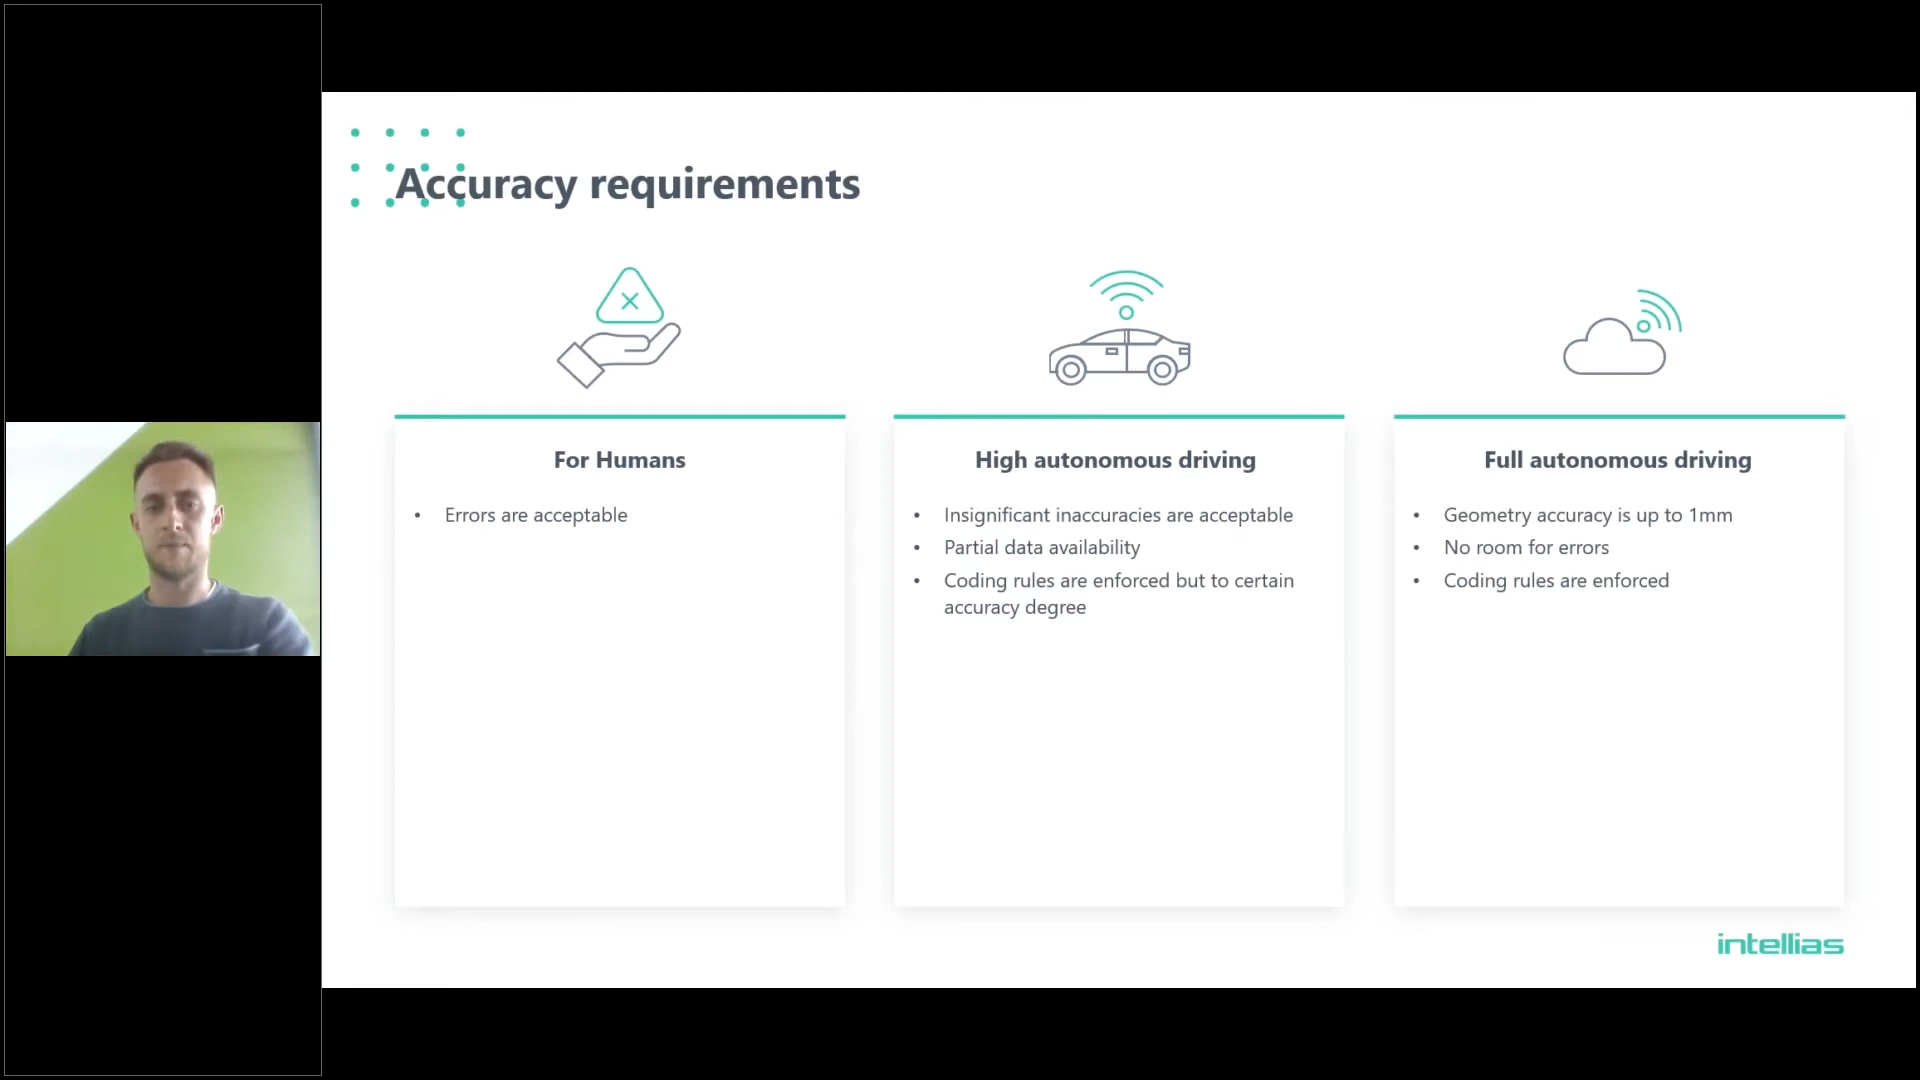 Accuracy requirements
For Humans
• Errors are acceptable
High autonomous driving
• Insignificant inaccuracies are acceptable
• Partial data availability
• Coding rules are enforced but to certain
accuracy degree
Full autonomous driving
• Geometry accuracy is up to 1mm
• No room for errors
• Coding rules are enforced
intellias